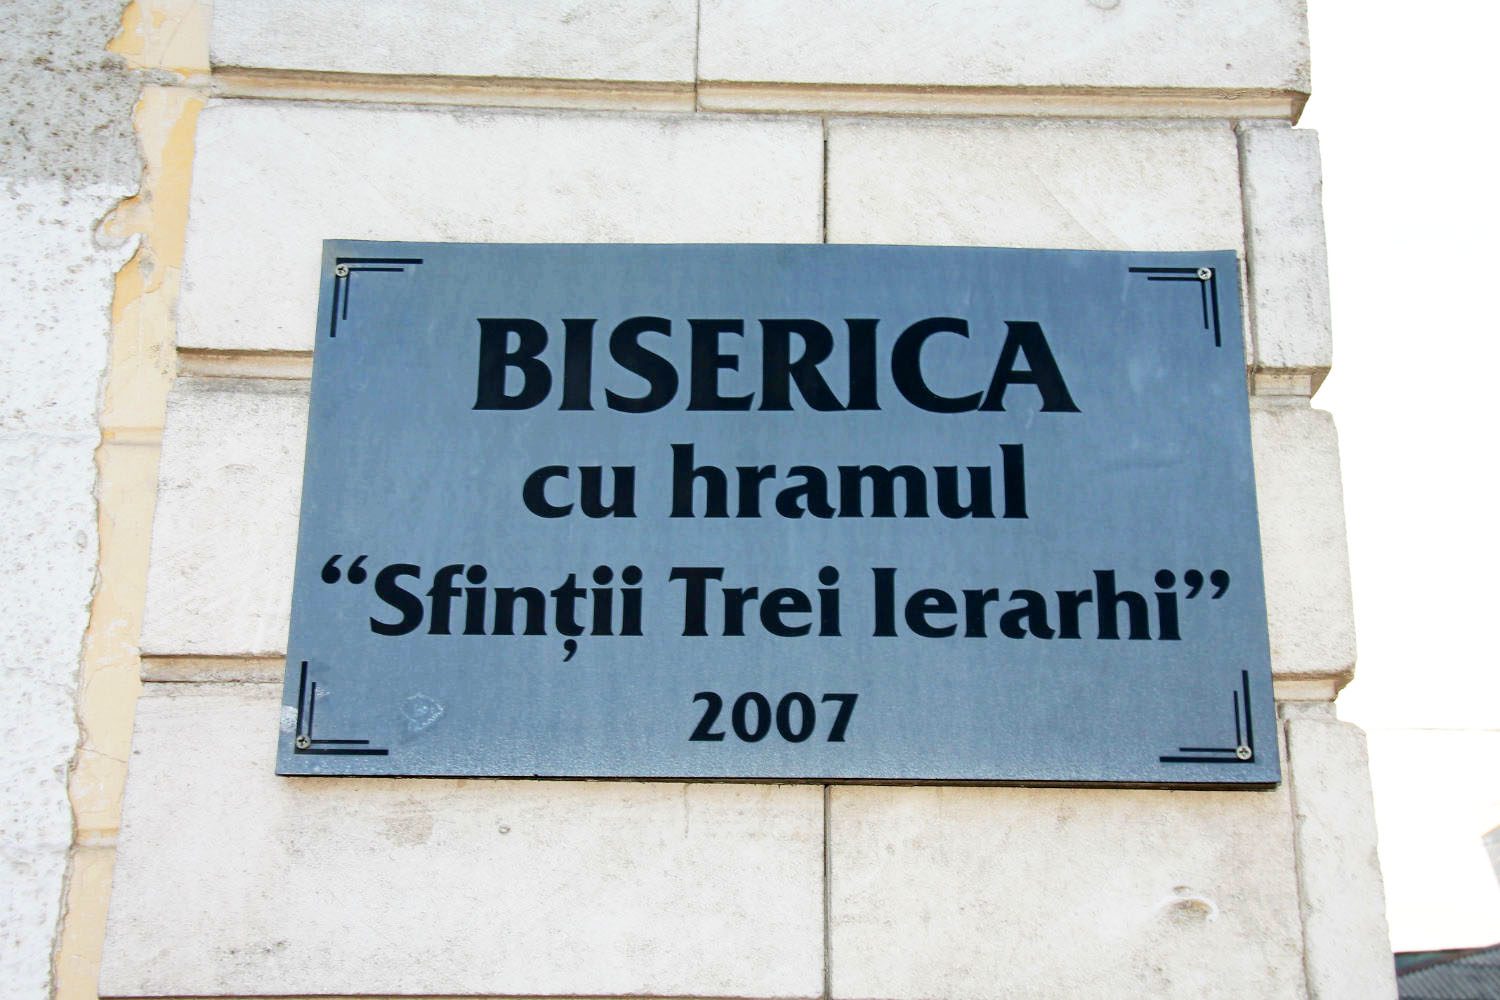 BISERICA
cu hramul
“Sfinții Trei Ierarhi”
2007